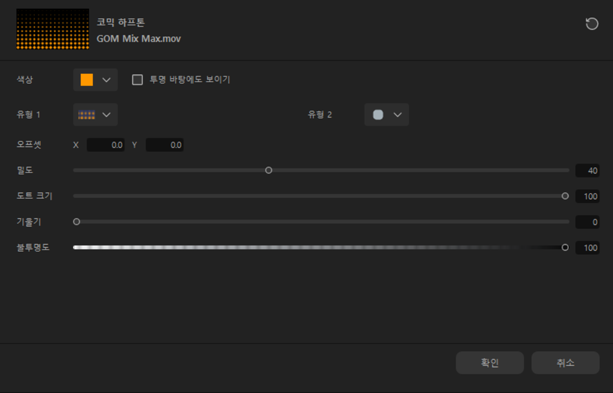 코믹 하프톤
GOM Mix Max.mov
색상 투명 바탕에도 보이기
유형 1 유형 2
오프셋 X 0.0 Y 0.0
밀도 40
도트 크기 100
기울기 0
불투명도 100
확인 취소